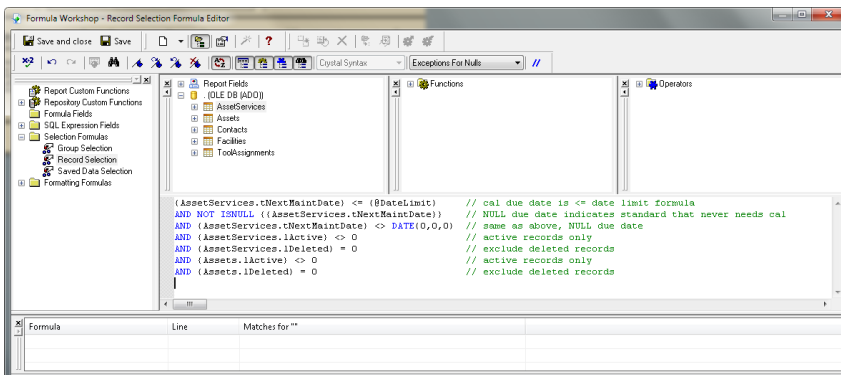 Formula Workshop - Record Selection Formula Editor
Save and close Save
Crystal Syntax Exceptions For Nulls
Report Custom Functions
Repository Custom Functions
Formula Fields
SQL Expression Fields
Selection Formulas
Group Selection
Record Selection
Saved Data Selection
Formatting Formulas
Report Fields
. (OLE DB (ADO))
AssetServices
Assets
Contacts
Facilities
ToolAssignments
Functions
Operators
{AssetServices.tNextMaintDate} <= {@DateLimit} // cal due date is <= date limit formula
AND NOT ISNULL ({AssetServices.tNextMaintDate}) // NULL due date indicates standard that never needs cal
AND {AssetServices.tNextMaintDate} <> DATE(0,0,0) // same as above, NULL due date
AND {AssetServices.lActive} <> 0 // active records only
AND {AssetServices.lDeleted} = 0 // exclude deleted records
AND {Assets.lActive} <> 0 // active records only
AND {Assets.lDeleted} = 0 // exclude deleted records
Formula Line Matches for ""